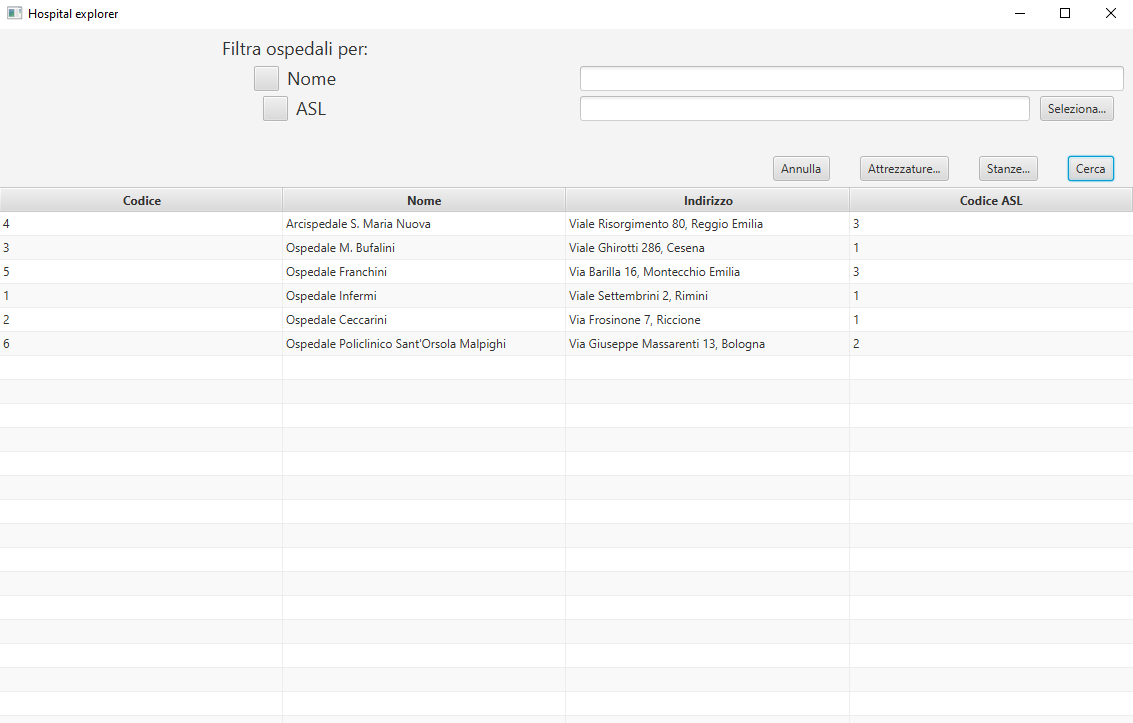 Hospital explorer
Filtra ospedali per:
Nome
ASL
Seleziona...
Annulla Attrezzature... Stanze... Cerca
Codice Nome Indirizzo Codice ASL
4 Arcispedale S. Maria Nuova Viale Risorgimento 80, Reggio Emilia 3
3 Ospedale M. Bufalini Viale Ghirotti 286, Cesena 1
5 Ospedale Franchini Via Barilla 16, Montecchio Emilia 3
1 Ospedale Infermi Viale Settembrini 2, Rimini 1
2 Ospedale Ceccarini Via Frosinone 7, Riccione 1
6 Ospedale Policlinico Sant'Orsola Malpighi Via Giuseppe Massarenti 13, Bologna 2